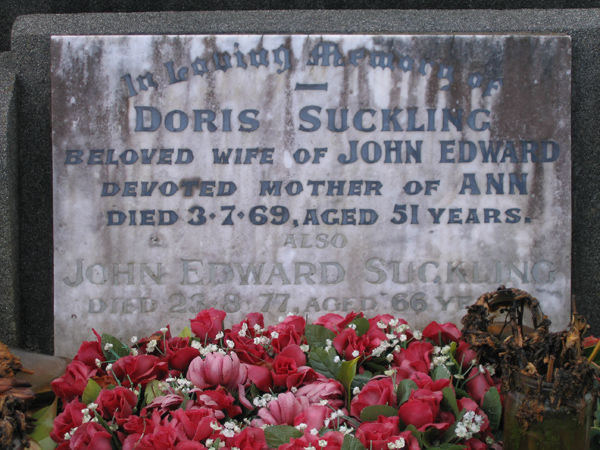 In Loving Memory of
DORIS SUCKLING
BELOVED WIFE OF JOHN EDWARD
DEVOTED MOTHER OF ANN
DIED 3·7·69, AGED 51 YEARS.
ALSO
JOHN EDWARD SUCKLING
DIED 23·8·77 AGED 66 YE